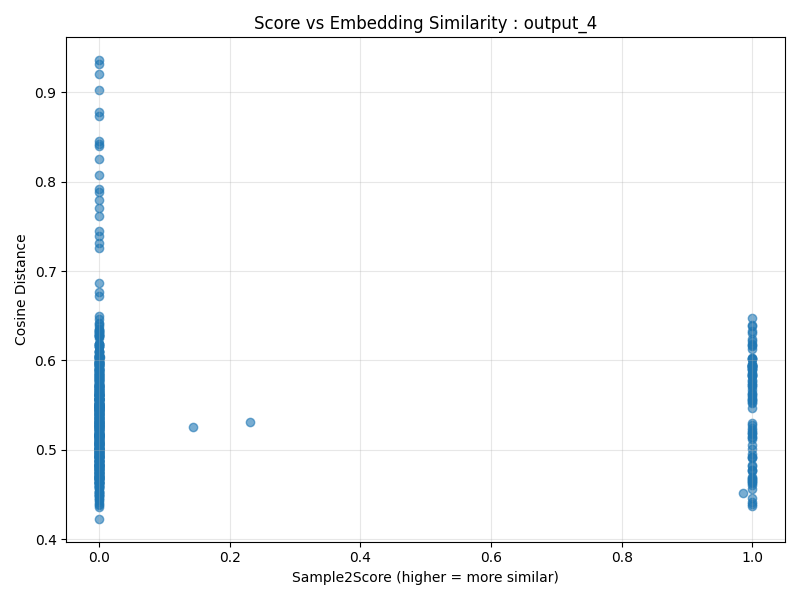 Score vs Embedding Similarity : output_4
Cosine Distance
0.9
0.8
0.7
0.6
0.5
0.4
0.0 0.2 0.4 0.6 0.8 1.0
Sample2Score (higher = more similar)